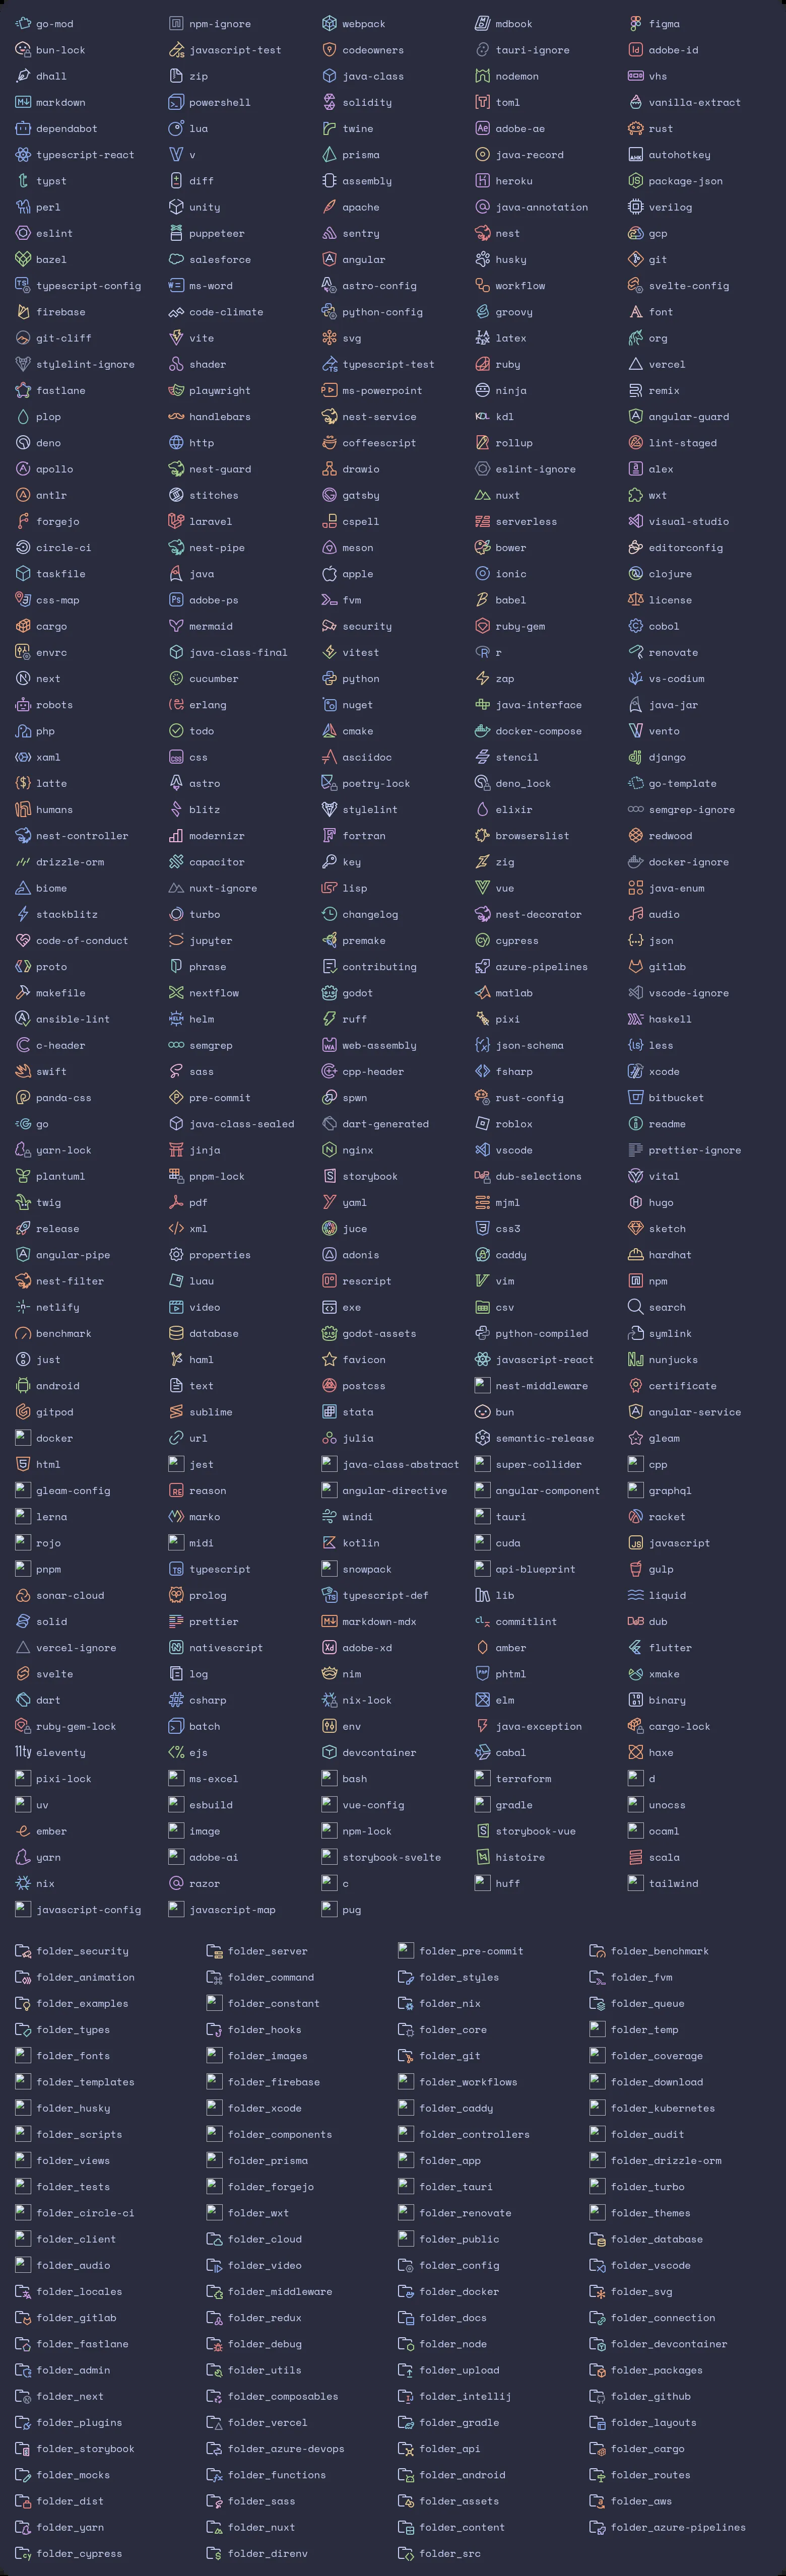 go-mod npm-ignore webpack mdbook figma
bun-lock javascript-test codeowners tauri-ignore adobe-id
dhall zip java-class nodemon vhs
markdown powershell solidity toml vanilla-extract
dependabot lua twine adobe-ae rust
typescript-react v prisma java-record autohotkey
typst diff assembly heroku package-json
perl unity apache java-annotation verilog
eslint puppeteer sentry nest gcp
bazel salesforce angular husky git
typescript-config ms-word astro-config workflow svelte-config
firebase code-climate python-config groovy font
git-cliff vite svg latex org
stylelint-ignore shader typescript-test ruby vercel
fastlane playwright ms-powerpoint ninja remix
plop handlebars nest-service kdl angular-guard
deno http coffeescript rollup lint-staged
apollo nest-guard drawio eslint-ignore alex
antlr stitches gatsby nuxt wxt
forgejo laravel cspell serverless visual-studio
circle-ci nest-pipe meson bower editorconfig
taskfile java apple ionic clojure
css-map adobe-ps fvm babel license
cargo mermaid security ruby-gem cobol
envrc java-class-final vitest r renovate
next cucumber python zap vs-codium
robots erlang nuget java-interface java-jar
php todo cmake docker-compose vento
xaml css asciidoc stencil django
latte astro poetry-lock deno_lock go-template
humans blitz stylelint elixir semgrep-ignore
nest-controller modernizr fortran browserslist redwood
drizzle-orm capacitor key zig docker-ignore
biome nuxt-ignore lisp vue java-enum
stackblitz turbo changelog nest-decorator audio
code-of-conduct jupyter premake cypress json
proto phrase contributing azure-pipelines gitlab
makefile nextflow godot matlab vscode-ignore
ansible-lint helm ruff pixi haskell
c-header semgrep web-assembly json-schema less
swift sass cpp-header fsharp xcode
panda-css pre-commit spwn rust-config bitbucket
go java-class-sealed dart-generated roblox readme
yarn-lock jinja nginx vscode prettier-ignore
plantuml pnpm-lock storybook dub-selections vital
twig pdf yaml mjml hugo
release xml juce css3 sketch
angular-pipe properties adonis caddy hardhat
nest-filter luau rescript vim npm
netlify video exe csv search
benchmark database godot-assets python-compiled symlink
just haml favicon javascript-react nunjucks
android text postcss nest-middleware certificate
gitpod sublime stata bun angular-service
docker url julia semantic-release gleam
html jest java-class-abstract super-collider cpp
gleam-config reason angular-directive angular-component graphql
lerna marko windi tauri racket
rojo midi kotlin cuda javascript
pnpm typescript snowpack api-blueprint gulp
sonar-cloud prolog typescript-def lib liquid
solid prettier markdown-mdx commitlint dub
vercel-ignore nativescript adobe-xd amber flutter
svelte log nim phtml xmake
dart csharp nix-lock elm binary
ruby-gem-lock batch env java-exception cargo-lock
eleventy ejs devcontainer cabal haxe
pixi-lock ms-excel bash terraform d
uv esbuild vue-config gradle unocss
ember image npm-lock storybook-vue ocaml
yarn adobe-ai storybook-svelte histoire scala
nix razor c huff tailwind
javascript-config javascript-map pug
folder_security folder_server folder_pre-commit folder_benchmark
folder_animation folder_command folder_styles folder_fvm
folder_examples folder_constant folder_nix folder_queue
folder_types folder_hooks folder_core folder_temp
folder_fonts folder_images folder_git folder_coverage
folder_templates folder_firebase folder_workflows folder_download
folder_husky folder_xcode folder_caddy folder_kubernetes
folder_scripts folder_components folder_controllers folder_audit
folder_views folder_prisma folder_app folder_drizzle-orm
folder_tests folder_forgejo folder_tauri folder_turbo
folder_circle-ci folder_wxt folder_renovate folder_themes
folder_client folder_cloud folder_public folder_database
folder_audio folder_video folder_config folder_vscode
folder_locales folder_middleware folder_docker folder_svg
folder_gitlab folder_redux folder_docs folder_connection
folder_fastlane folder_debug folder_node folder_devcontainer
folder_admin folder_utils folder_upload folder_packages
folder_next folder_composables folder_intellij folder_github
folder_plugins folder_vercel folder_gradle folder_layouts
folder_storybook folder_azure-devops folder_api folder_cargo
folder_mocks folder_functions folder_android folder_routes
folder_dist folder_sass folder_assets folder_aws
folder_yarn folder_nuxt folder_content folder_azure-pipelines
folder_cypress folder_direnv folder_src